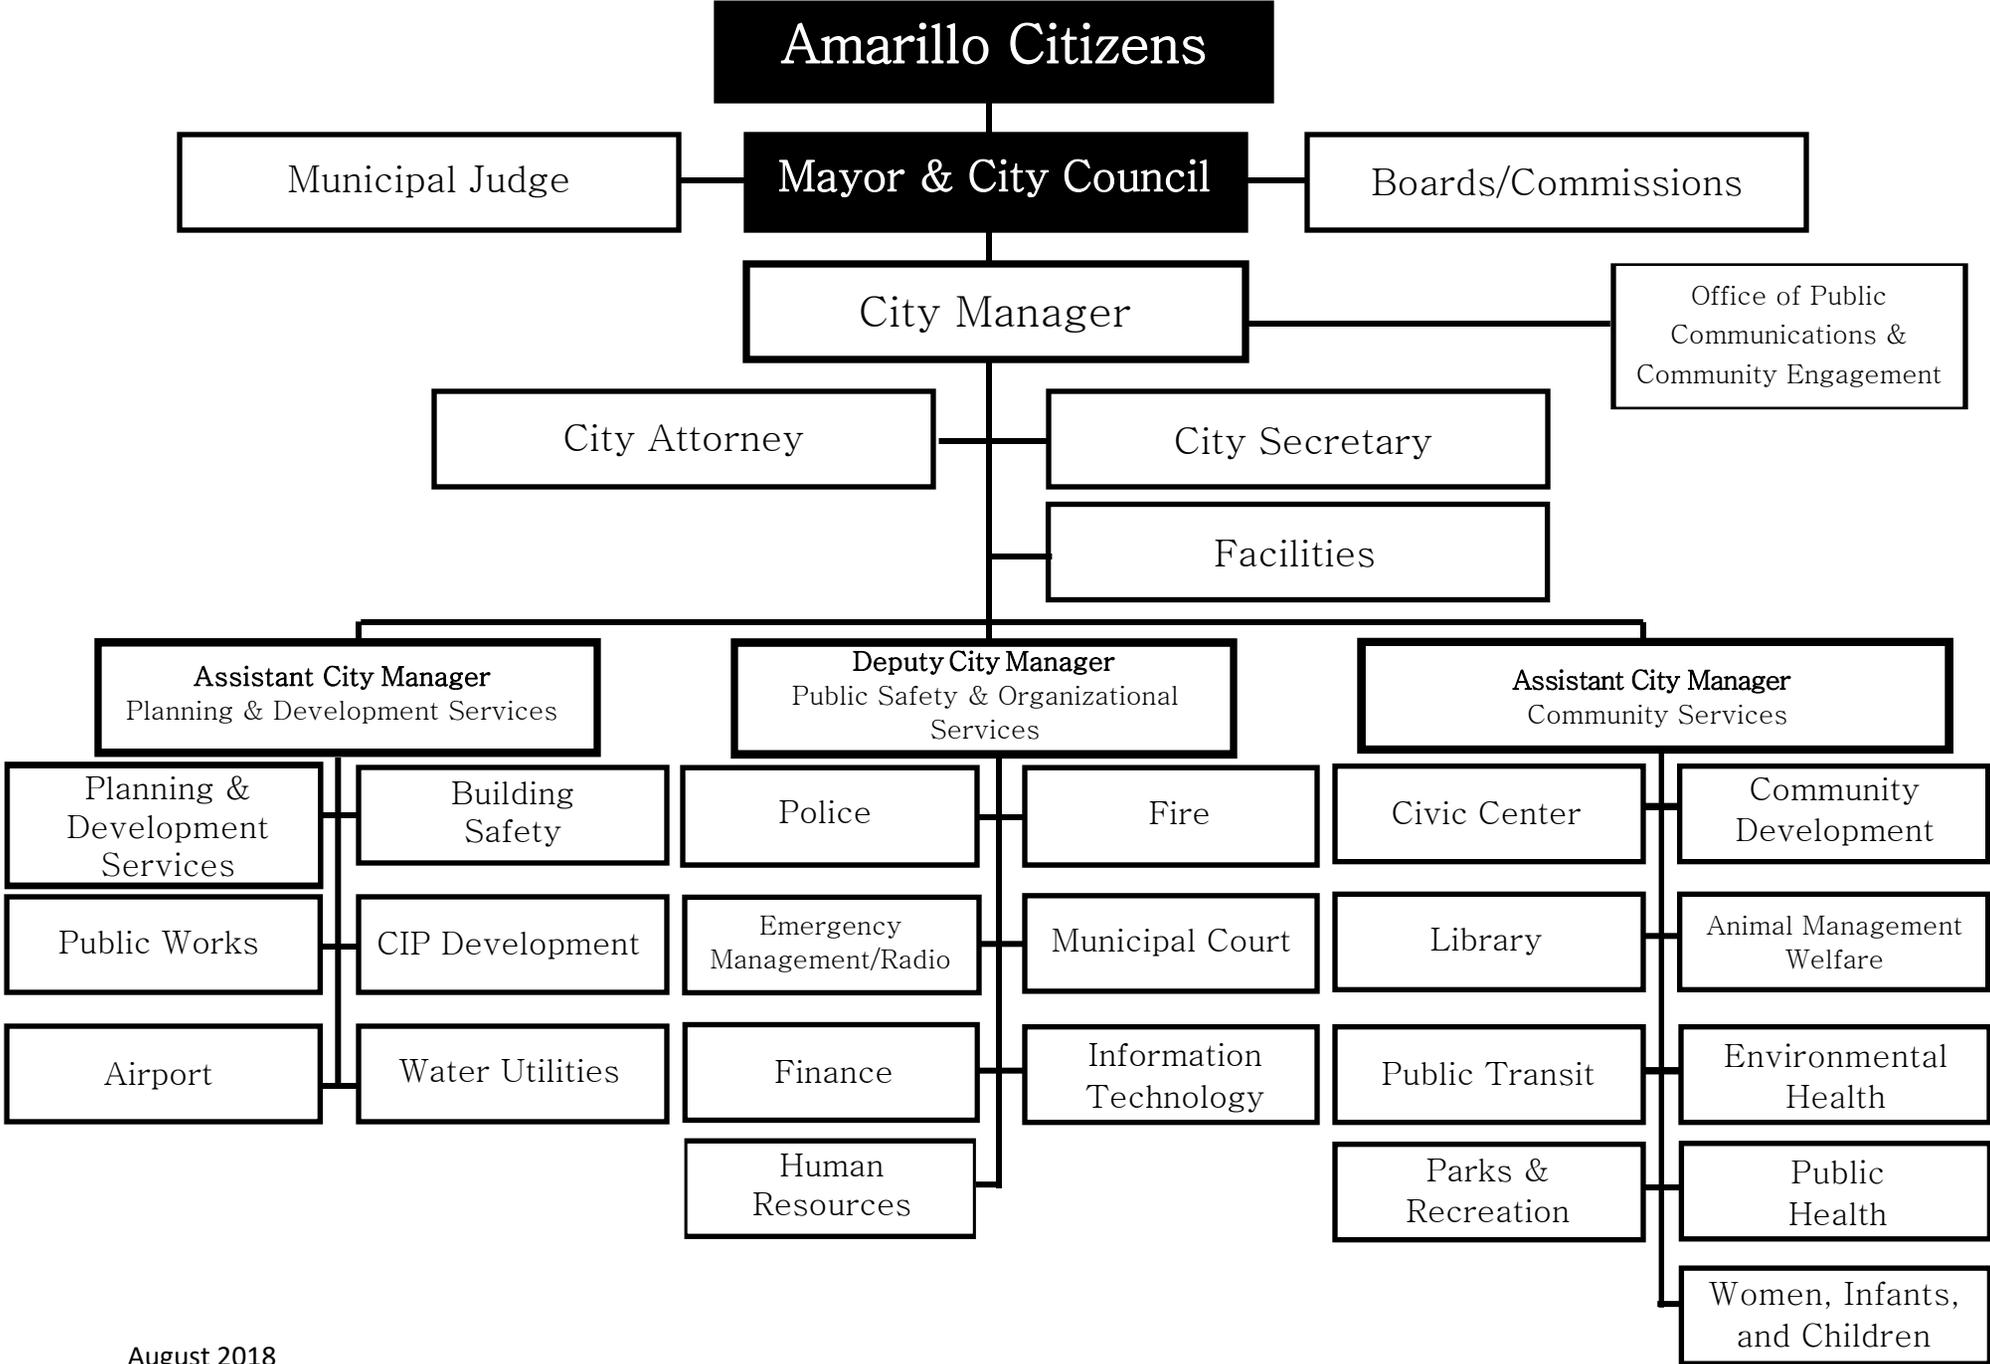 Amarillo Citizens
Municipal Judge
Mayor & City Council
Boards/Commissions
City Manager
Office of Public
Communications &
Community Engagement
City Attorney
City Secretary
Facilities
Assistant City Manager
Planning & Development Services
Deputy City Manager
Public Safety & Organizational
Services
Assistant City Manager
Community Services
Planning &
Development
Services
Building
Safety
Police
Fire
Civic Center
Community
Development
Public Works
CIP Development
Emergency
Management/Radio
Municipal Court
Library
Animal Management
Welfare
Airport
Water Utilities
Finance
Information
Technology
Public Transit
Environmental
Health
Human
Resources
Parks &
Recreation
Public
Health
Women, Infants,
and Children
August 2018